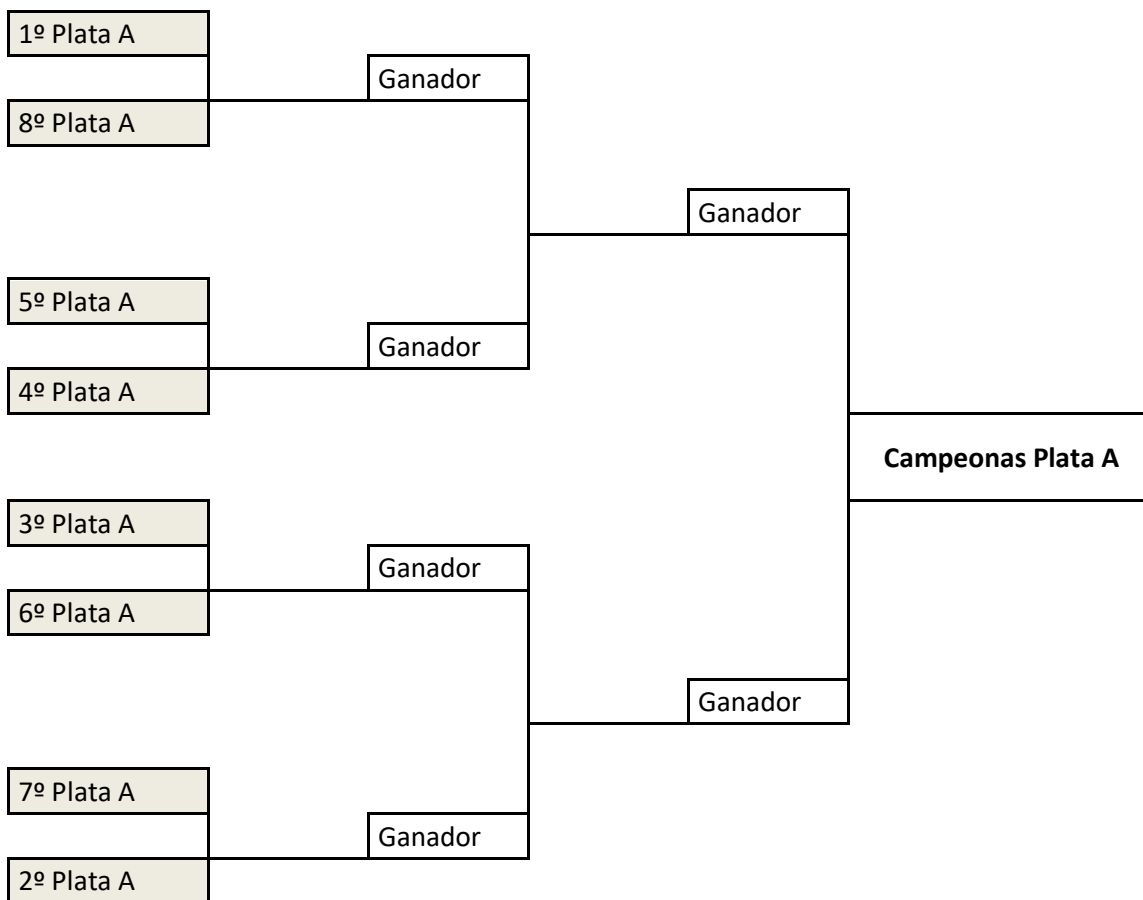 1º Plata A
Ganador
8º Plata A
Ganador
5º Plata A
Ganador
4º Plata A
Campeonas Plata A
3º Plata A
Ganador
6º Plata A
Ganador
7º Plata A
Ganador
2º Plata A